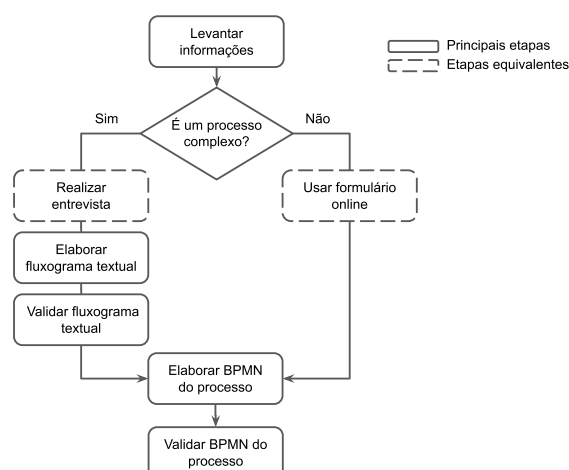 Levantar
informações
Principais etapas
Etapas equivalentes
É um processo
complexo?
Sim
Não
Realizar
entrevista
Usar formulário
online
Elaborar
fluxograma textual
Validar fluxograma
textual
Elaborar BPMN
do processo
Validar BPMN do
processo